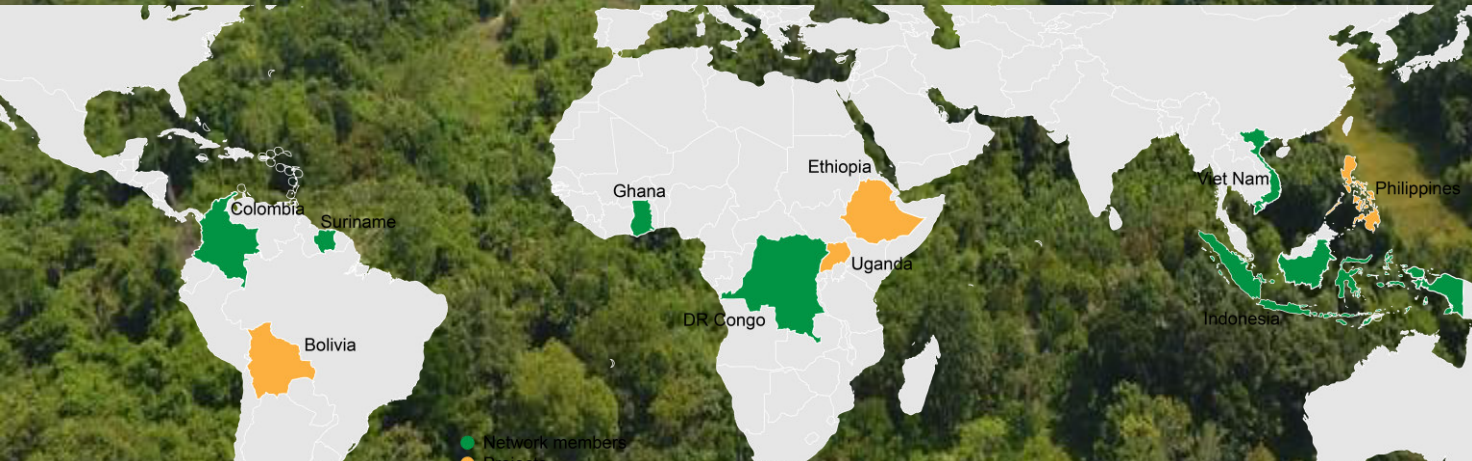 Ethiopia
Ghana
Viet Nam
Philippines
Colombia
Suriname
Uganda
DR Congo
Indonesia
Bolivia
Network members